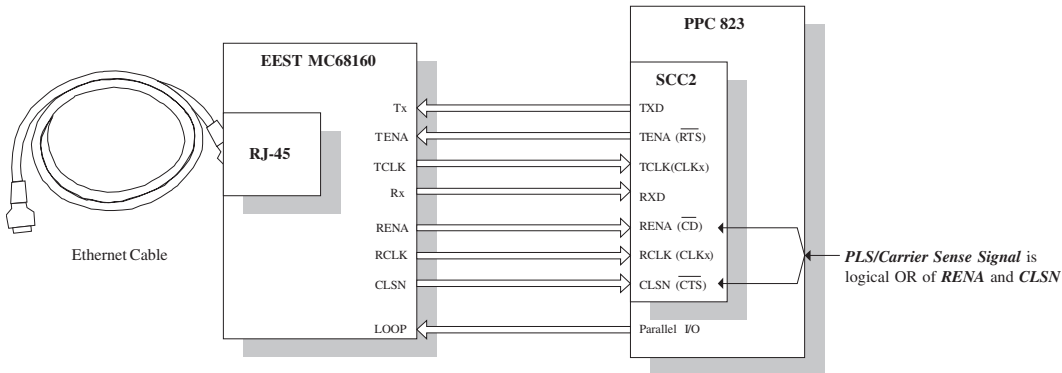 PPC 823
EEST MC68160
SCC2
Tx
TXD
TENA
TENA (RTS)
RJ-45
TCLK
TCLK(CLKx)
Rx
RXD
RENA
RENA (CD)
Ethernet Cable
RCLK
RCLK (CLKx)
PLS/Carrier Sense Signal is
logical OR of RENA and CLSN
CLSN
CLSN (CTS)
LOOP
Parallel I/O